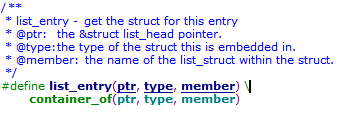 /**
 * list_entry - get the struct for this entry
 * @ptr:   the &struct list_head pointer.
 * @type: the type of the struct this is embedded in.
 * @member:  the name of the list_struct within the struct.
 */
#define list_entry(ptr, type, member) \
    container_of(ptr, type, member)